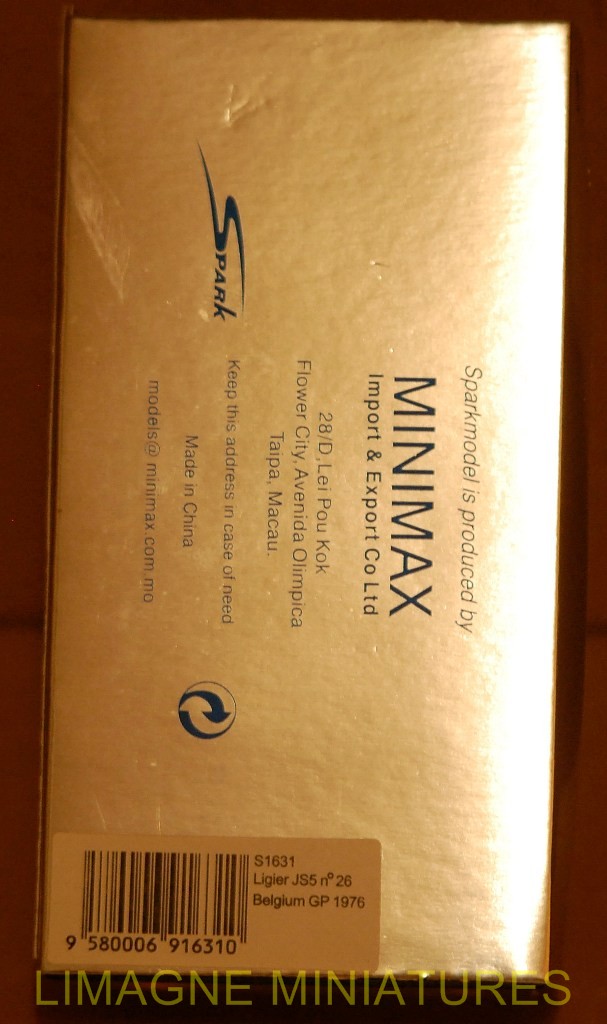 Sparkmodel is produced by
MINIMAX
Import & Export Co Ltd
28/D, Lei Pou Kok
Flower City, Avenida Olimpica
Taipa, Macau.
SPARK
Keep this address in case of need
Made in China
models@minimax.com.mo
S1631
Ligier JS5 nº 26
Belgium GP 1976
9 580006 916310
LIMAGNE MINIATURES